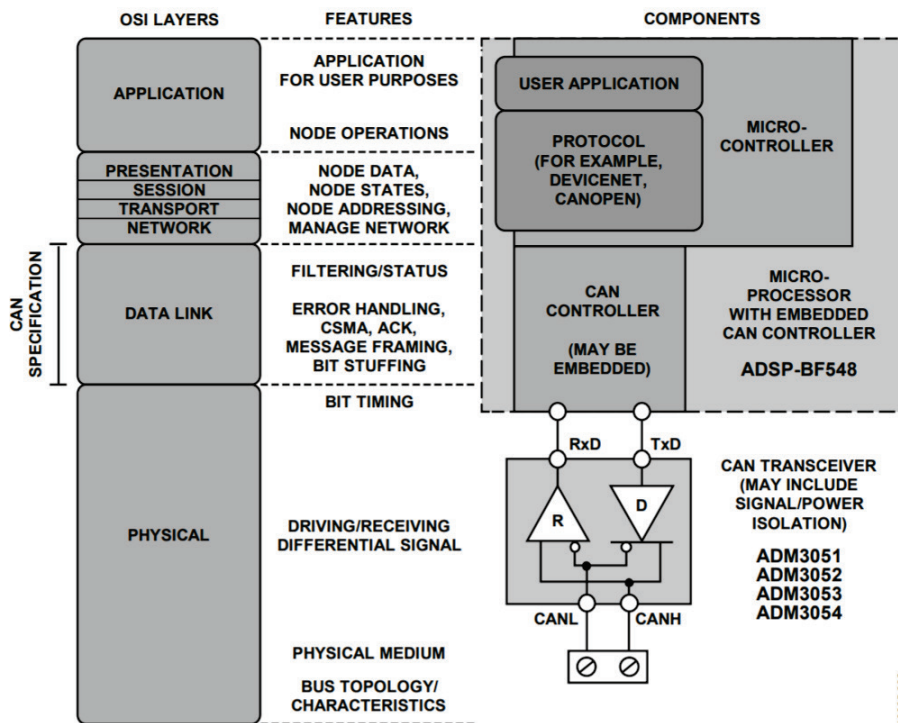 OSI LAYERS
FEATURES
COMPONENTS
APPLICATION
APPLICATION
FOR USER PURPOSES
NODE OPERATIONS
USER APPLICATION
PROTOCOL
(FOR EXAMPLE,
DEVICENET,
CANOPEN)
MICRO-
CONTROLLER
PRESENTATION
SESSION
TRANSPORT
NETWORK
NODE DATA,
NODE STATES,
NODE ADDRESSING,
MANAGE NETWORK
CAN
SPECIFICATION
DATA LINK
FILTERING/STATUS
ERROR HANDLING,
CSMA, ACK,
MESSAGE FRAMING,
BIT STUFFING
CAN
CONTROLLER
(MAY BE
EMBEDDED)
MICRO-
PROCESSOR
WITH EMBEDDED
CAN CONTROLLER
ADSP-BF548
PHYSICAL
BIT TIMING
DRIVING/RECEIVING
DIFFERENTIAL SIGNAL
PHYSICAL MEDIUM
BUS TOPOLOGY/
CHARACTERISTICS
RxD
TxD
R
D
CANL
CANH
CAN TRANSCEIVER
(MAY INCLUDE
SIGNAL/POWER
ISOLATION)
ADM3051
ADM3052
ADM3053
ADM3054